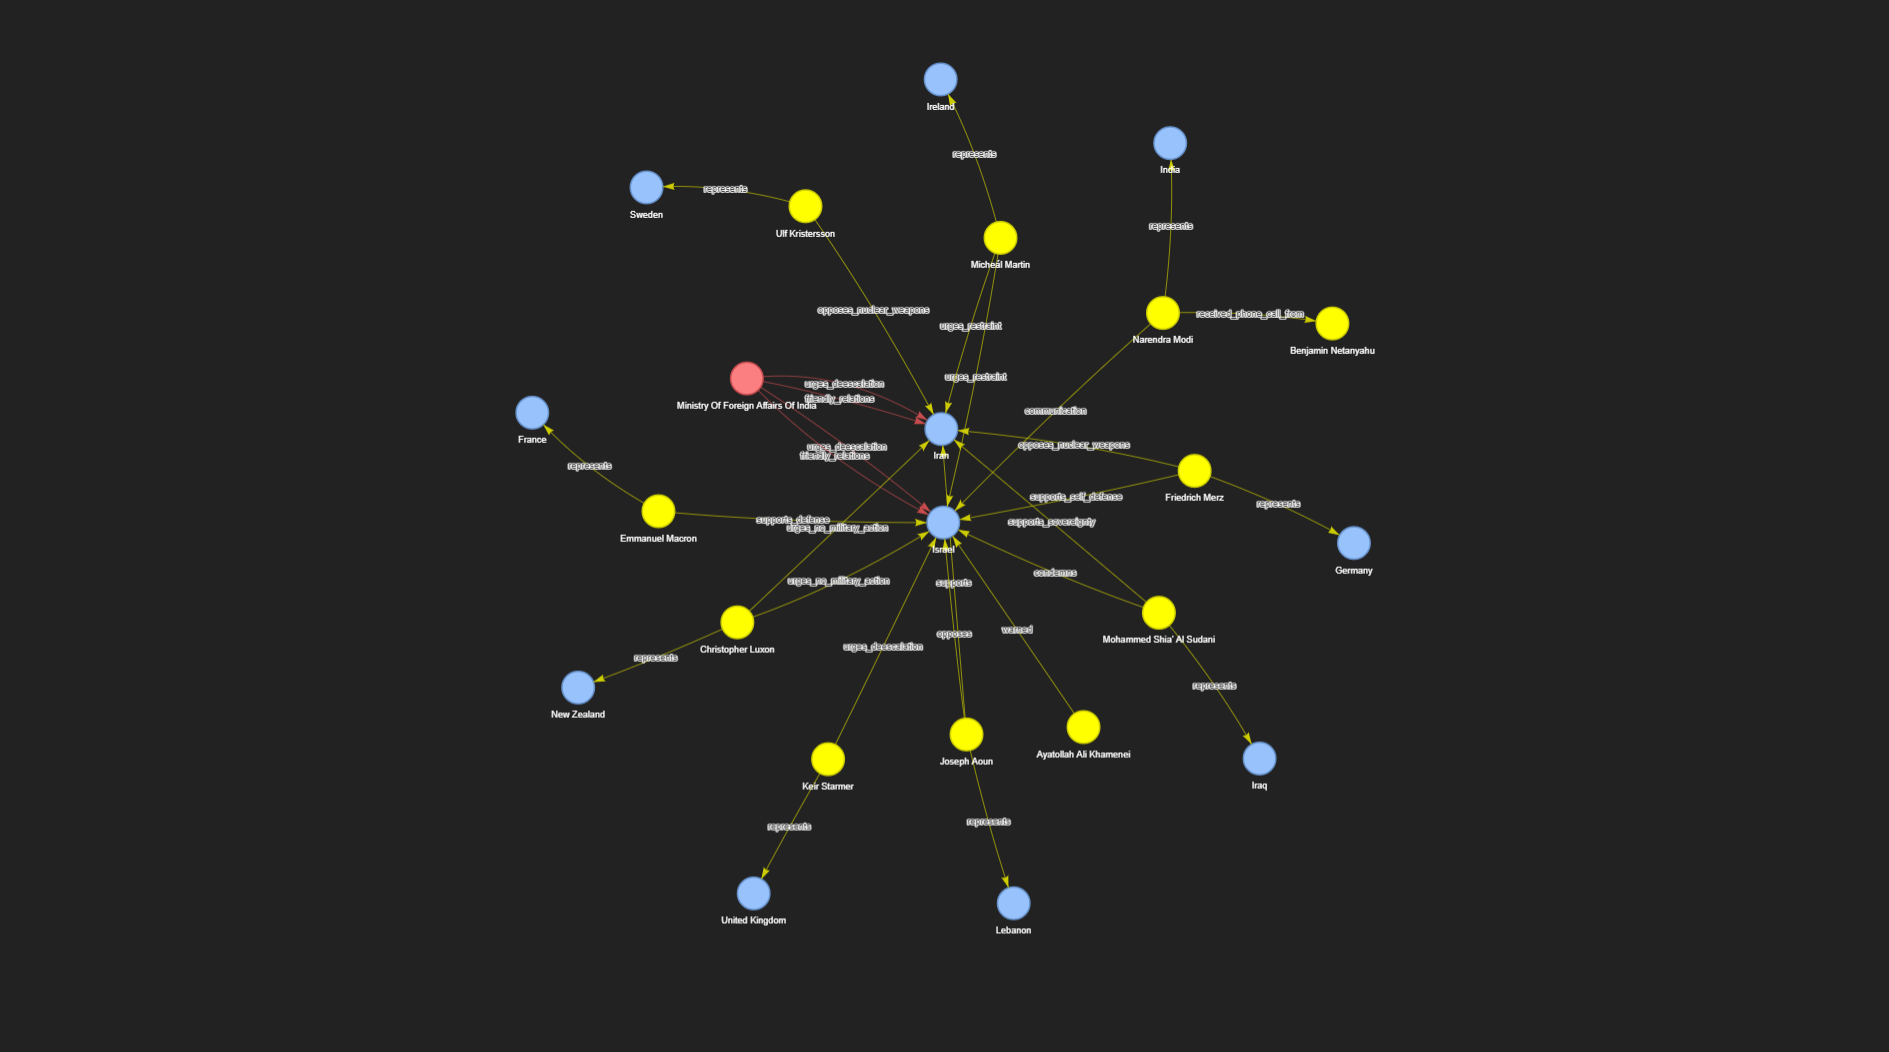 Ireland
India
represents
Sweden
represents
Ulf Kristersson
represents
Micheál Martin
opposes_nuclear_weapons
received_phone_call_from
urges_restraint
Narendra Modi
Benjamin Netanyahu
urges_restraint
urges_deescalation
friendly_relations
Ministry Of Foreign Affairs Of India
communication
France
opposes_nuclear_weapons
urges_deescalation
friendly_relations
Iran
represents
supports_self_defense
Friedrich Merz
represents
supports_defense
supports_sovereignty
urges_no_military_action
Emmanuel Macron
Israel
Germany
condemns
urges_no_military_action
supports
warned
opposes
Mohammed Shia' Al Sudani
urges_deescalation
Christopher Luxon
represents
represents
New Zealand
Ayatollah Ali Khamenei
Joseph Aoun
Keir Starmer
Iraq
represents
represents
United Kingdom
Lebanon